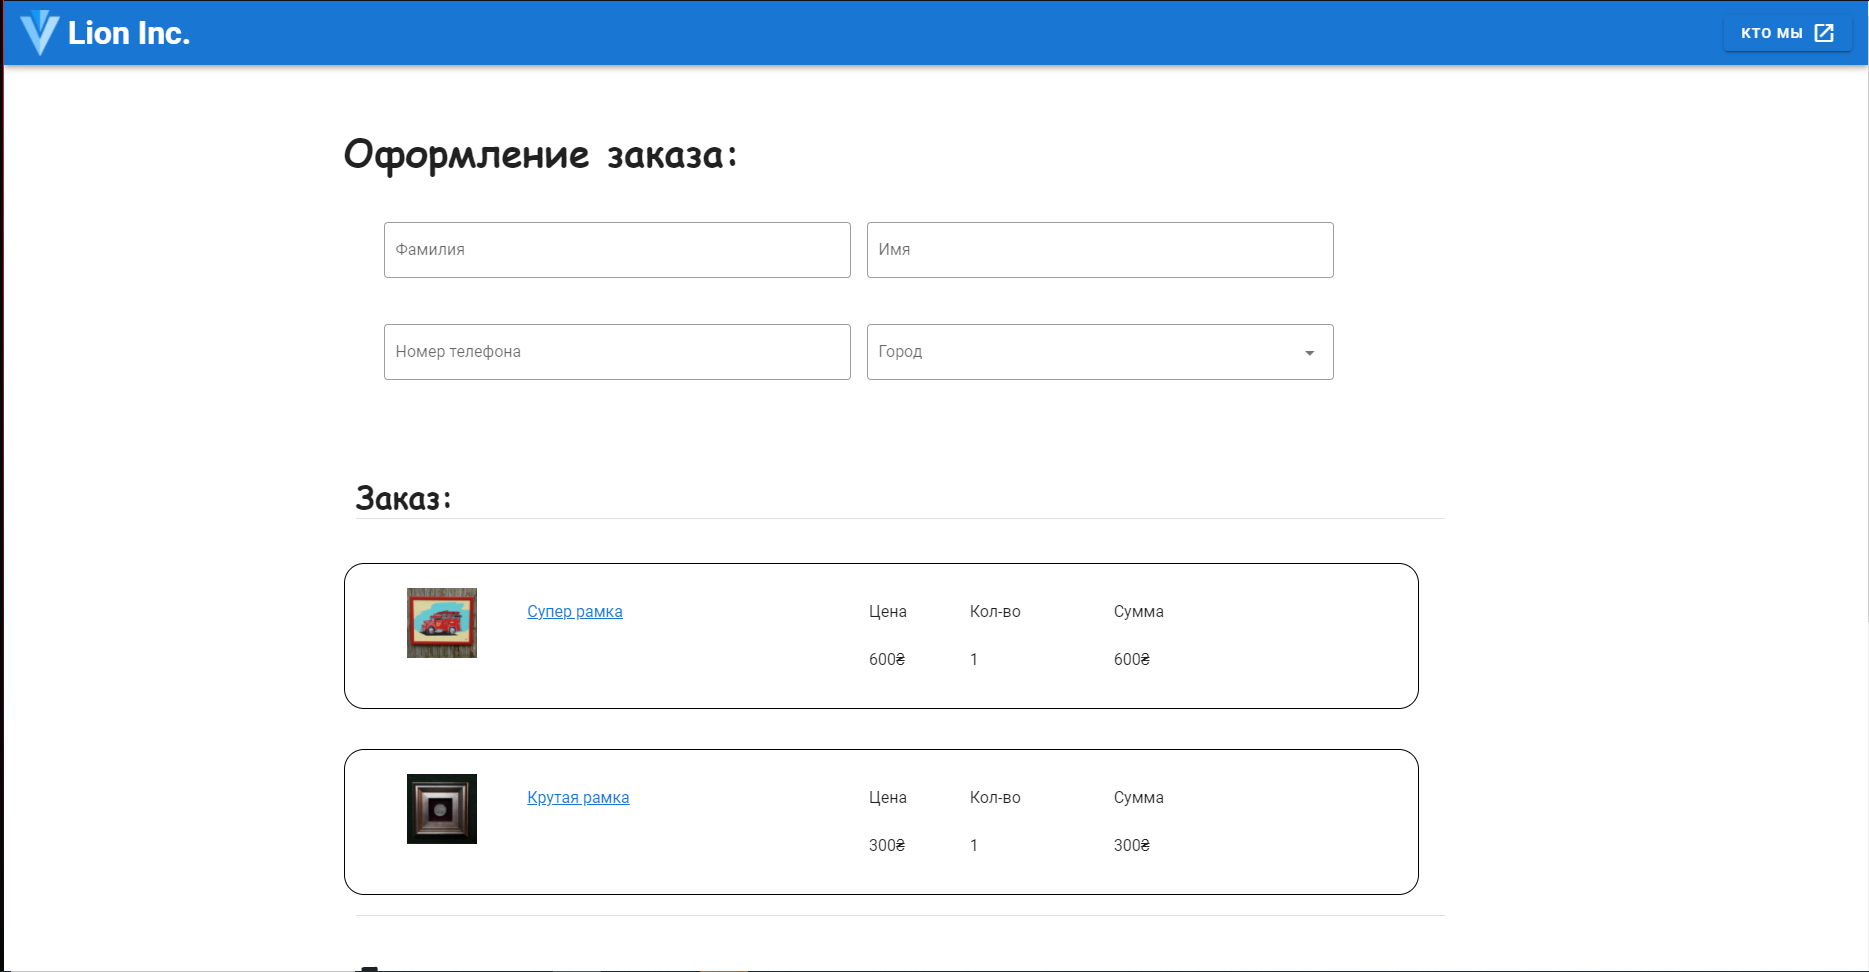 Lion Inc.
КТО МЫ
Оформление заказа:
Фамилия
Имя
Номер телефона
Город
Заказ:
Супер рамка
Цена
Кол-во
Сумма
600₴
1
600₴
Крутая рамка
Цена
Кол-во
Сумма
300₴
1
300₴